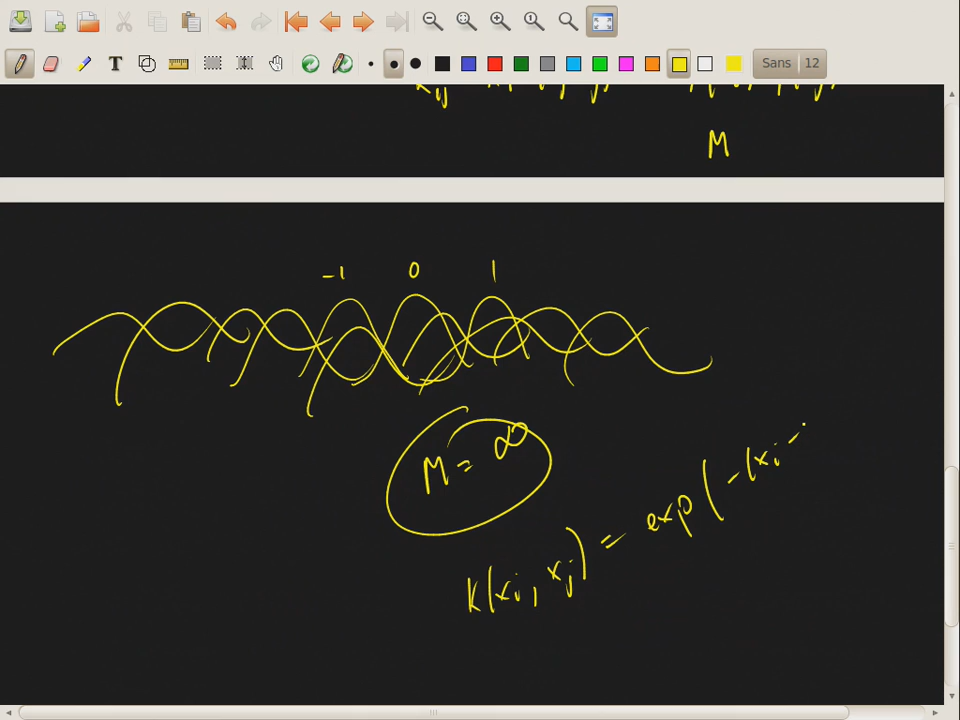 Sans 12
M
-1 0 1
M = ∞
k(xi, xj) = exp(-(xi -